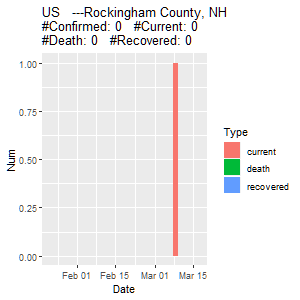 US   ---Rockingham County, NH
#Confirmed: 0   #Current: 0
#Death: 0   #Recovered: 0
1.00
0.75
0.50
0.25
0.00
Num
Feb 01
Feb 15
Mar 01
Mar 15
Date
Type
current
death
recovered